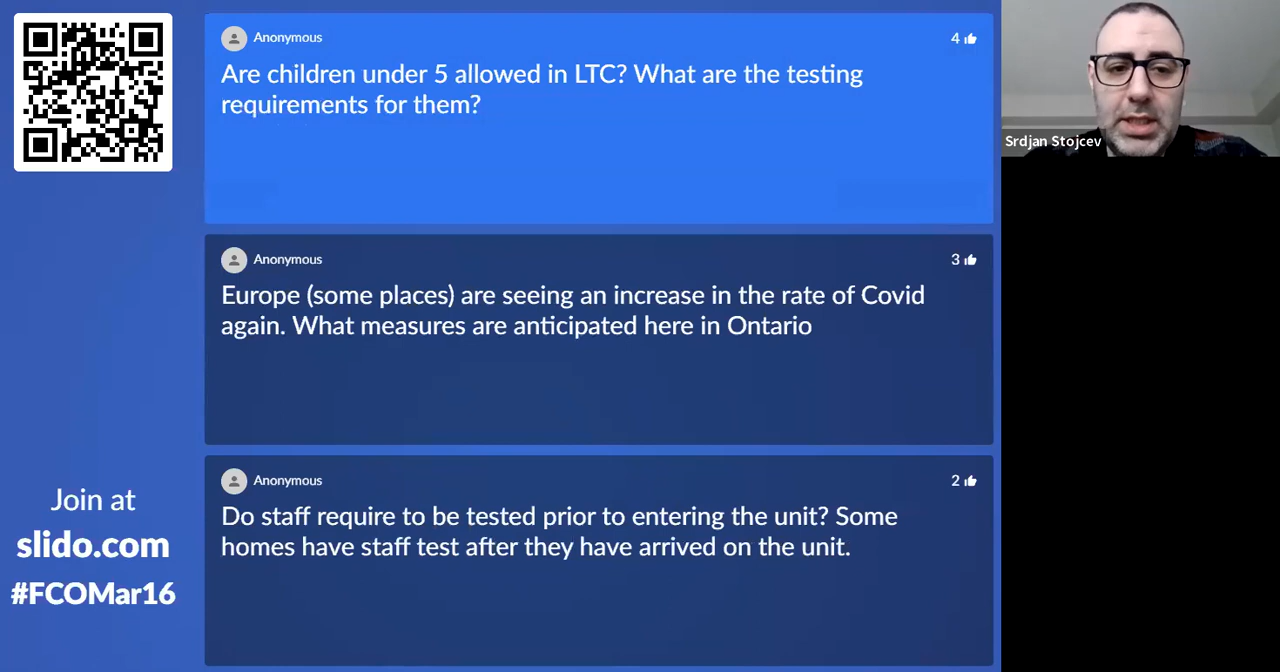 Anonymous
4
Are children under 5 allowed in LTC? What are the testing
requirements for them?
Srdjan Stojcev
Anonymous
3
Europe (some places) are seeing an increase in the rate of Covid
again. What measures are anticipated here in Ontario
Anonymous
2
Do staff require to be tested prior to entering the unit? Some
homes have staff test after they have arrived on the unit.
Join at
slido.com
#FCOMar16